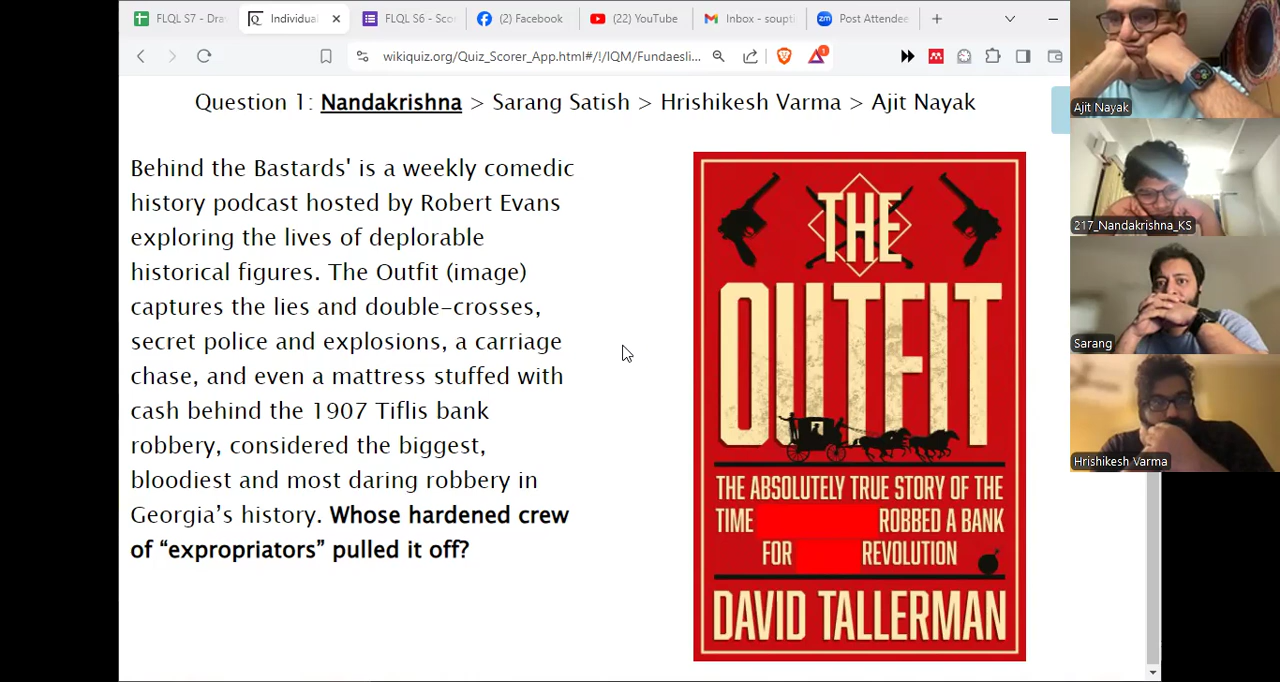 FLQL S7 - Dra
Individual
FLQL S6 - Sco
(2) Facebook
(22) YouTube
Inbox - soupti
Post Attendee
wikiquiz.org/Quiz_Scorer_App.html#/!/IQM/Fundaesli...
Question 1: Nandakrishna > Sarang Satish > Hrishikesh Varma > Ajit Nayak
Behind the Bastards' is a weekly comedic
history podcast hosted by Robert Evans
exploring the lives of deplorable
historical figures. The Outfit (image)
captures the lies and double-crosses,
secret police and explosions, a carriage
chase, and even a mattress stuffed with
cash behind the 1907 Tiflis bank
robbery, considered the biggest,
bloodiest and most daring robbery in
Georgia’s history. Whose hardened crew
of “expropriators” pulled it off?
THE
OUTFIT
THE ABSOLUTELY TRUE STORY OF THE
TIME ROBBED A BANK
FOR REVOLUTION
DAVID TALLERMAN
Ajit Nayak
217_Nandakrishna_KS
Sarang
Hrishikesh Varma